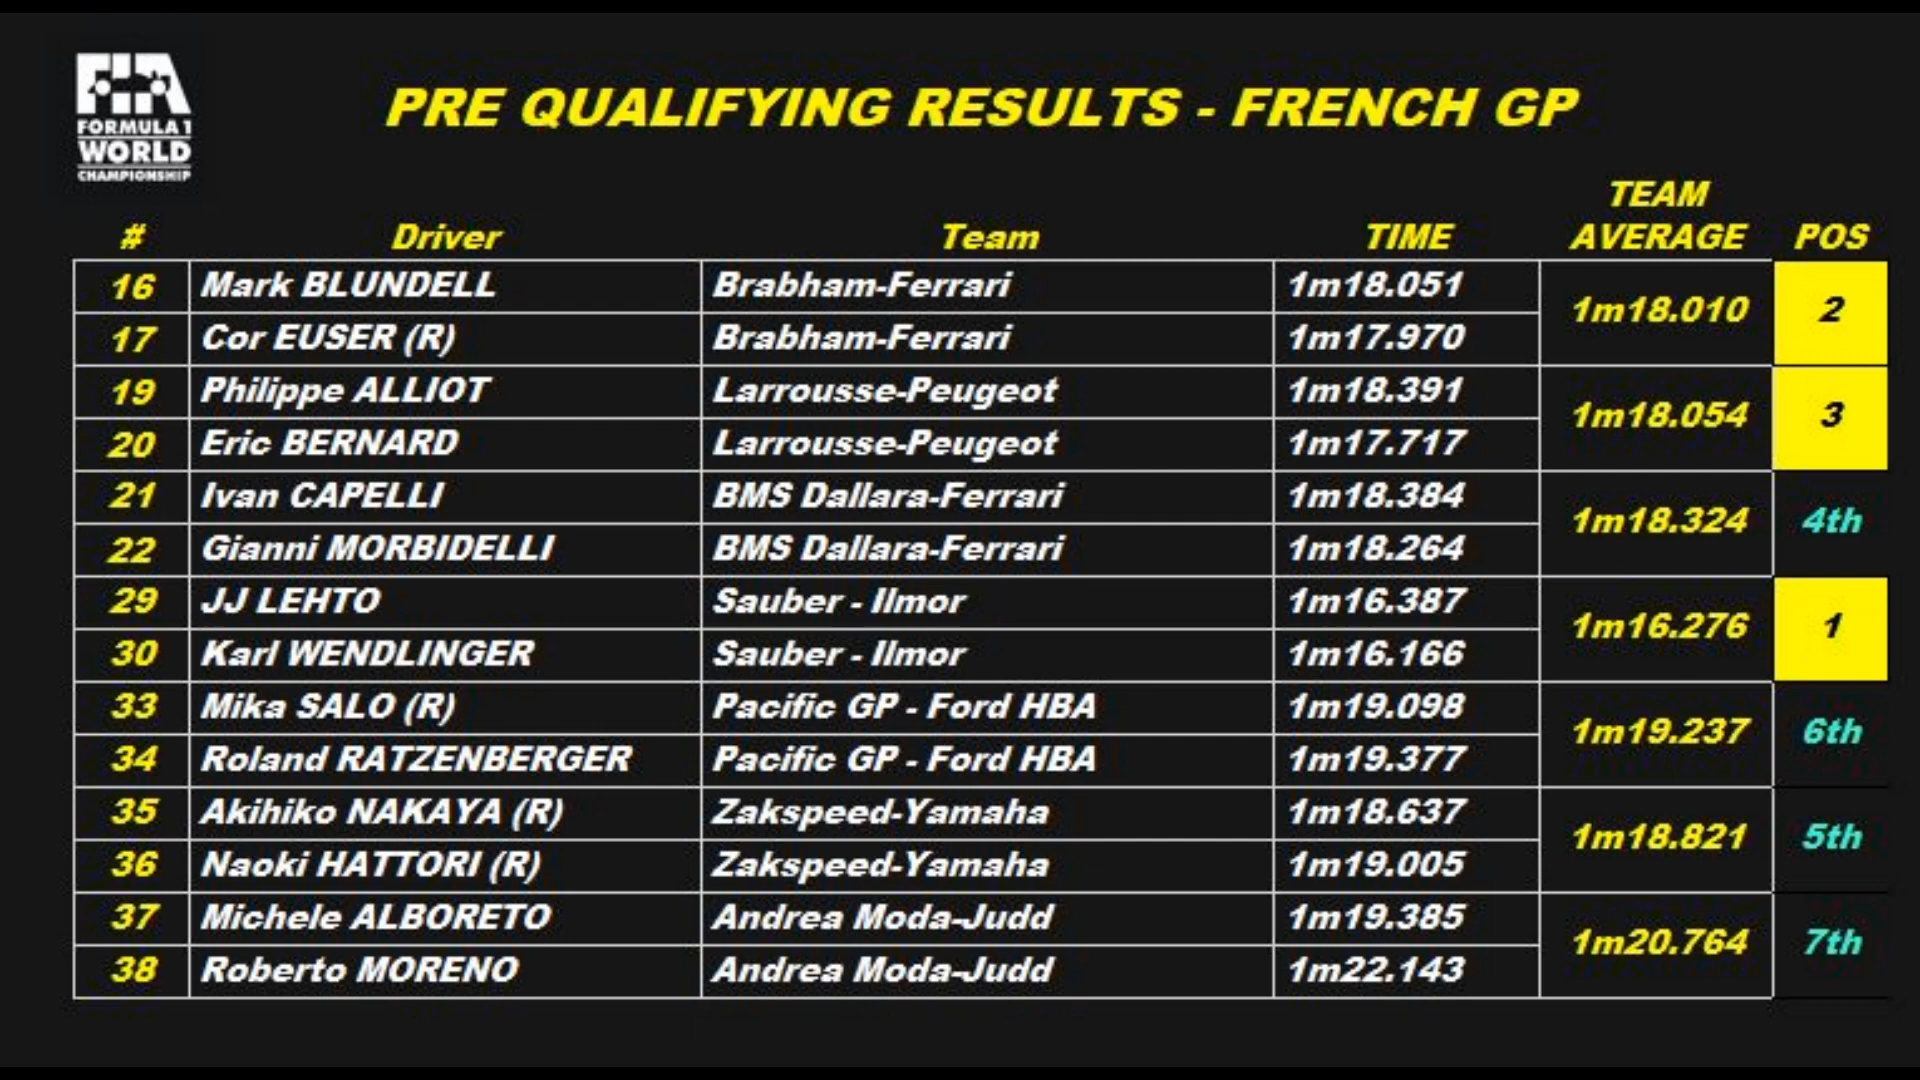 FIA
FORMULA 1
WORLD
CHAMPIONSHIP
PRE QUALIFYING RESULTS - FRENCH GP
# Driver Team TIME TEAM AVERAGE POS
16 Mark BLUNDELL Brabham-Ferrari 1m18.051 1m18.010 2
17 Cor EUSER (R) Brabham-Ferrari 1m17.970
19 Philippe ALLIOT Larrousse-Peugeot 1m18.391 1m18.054 3
20 Eric BERNARD Larrousse-Peugeot 1m17.717
21 Ivan CAPELLI BMS Dallara-Ferrari 1m18.384 1m18.324 4th
22 Gianni MORBIDELLI BMS Dallara-Ferrari 1m18.264
29 JJ LEHTO Sauber - Ilmor 1m16.387 1m16.276 1
30 Karl WENDLINGER Sauber - Ilmor 1m16.166
33 Mika SALO (R) Pacific GP - Ford HBA 1m19.098 1m19.237 6th
34 Roland RATZENBERGER Pacific GP - Ford HBA 1m19.377
35 Akihiko NAKAYA (R) Zakspeed-Yamaha 1m18.637 1m18.821 5th
36 Naoki HATTORI (R) Zakspeed-Yamaha 1m19.005
37 Michele ALBORETO Andrea Moda-Judd 1m19.385 1m20.764 7th
38 Roberto MORENO Andrea Moda-Judd 1m22.143